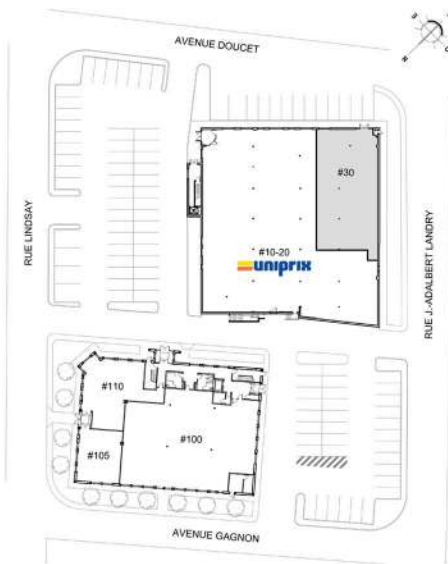 AVENUE DOUCET
N
RUE LINDSAY
#30
RUE J.-ADALBERT LANDRY
#10-20
uniprix
#110
#100
#105
AVENUE GAGNON